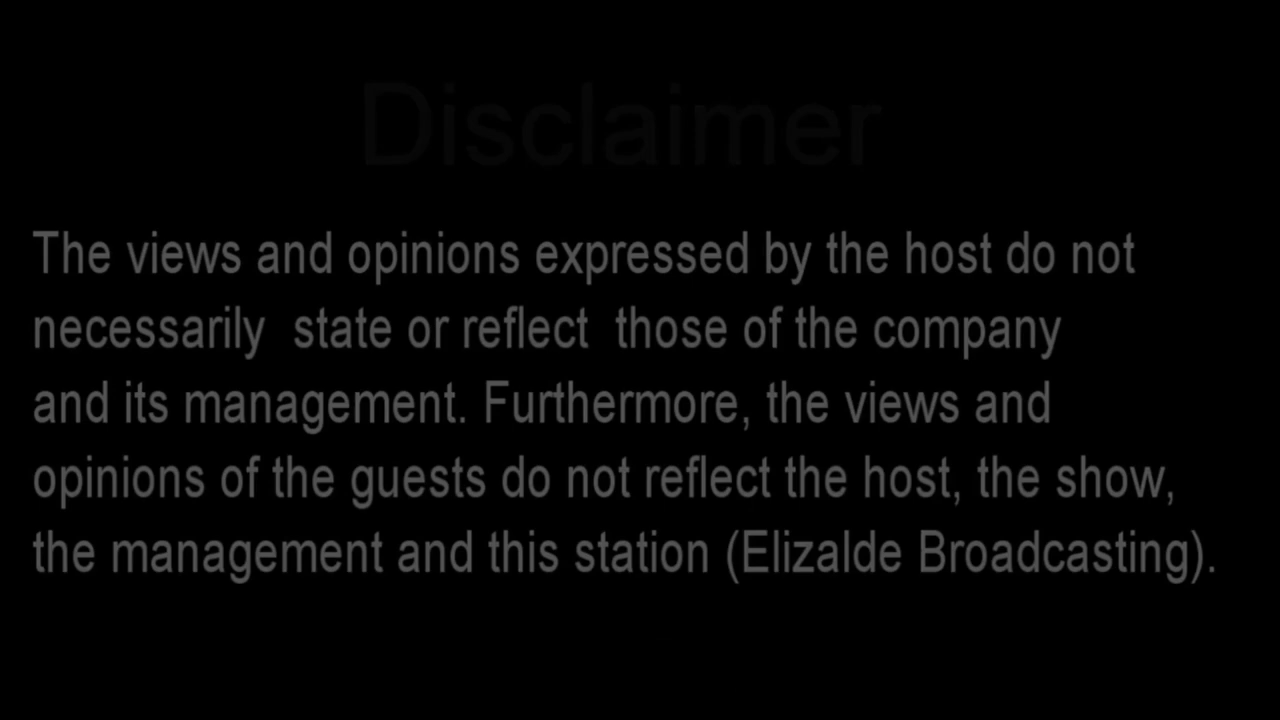 Disclaimer
The views and opinions expressed by the host do not
necessarily  state or reflect  those of the company
and its management. Furthermore, the views and
opinions of the guests do not reflect the host, the show,
the management and this station (Elizalde Broadcasting).